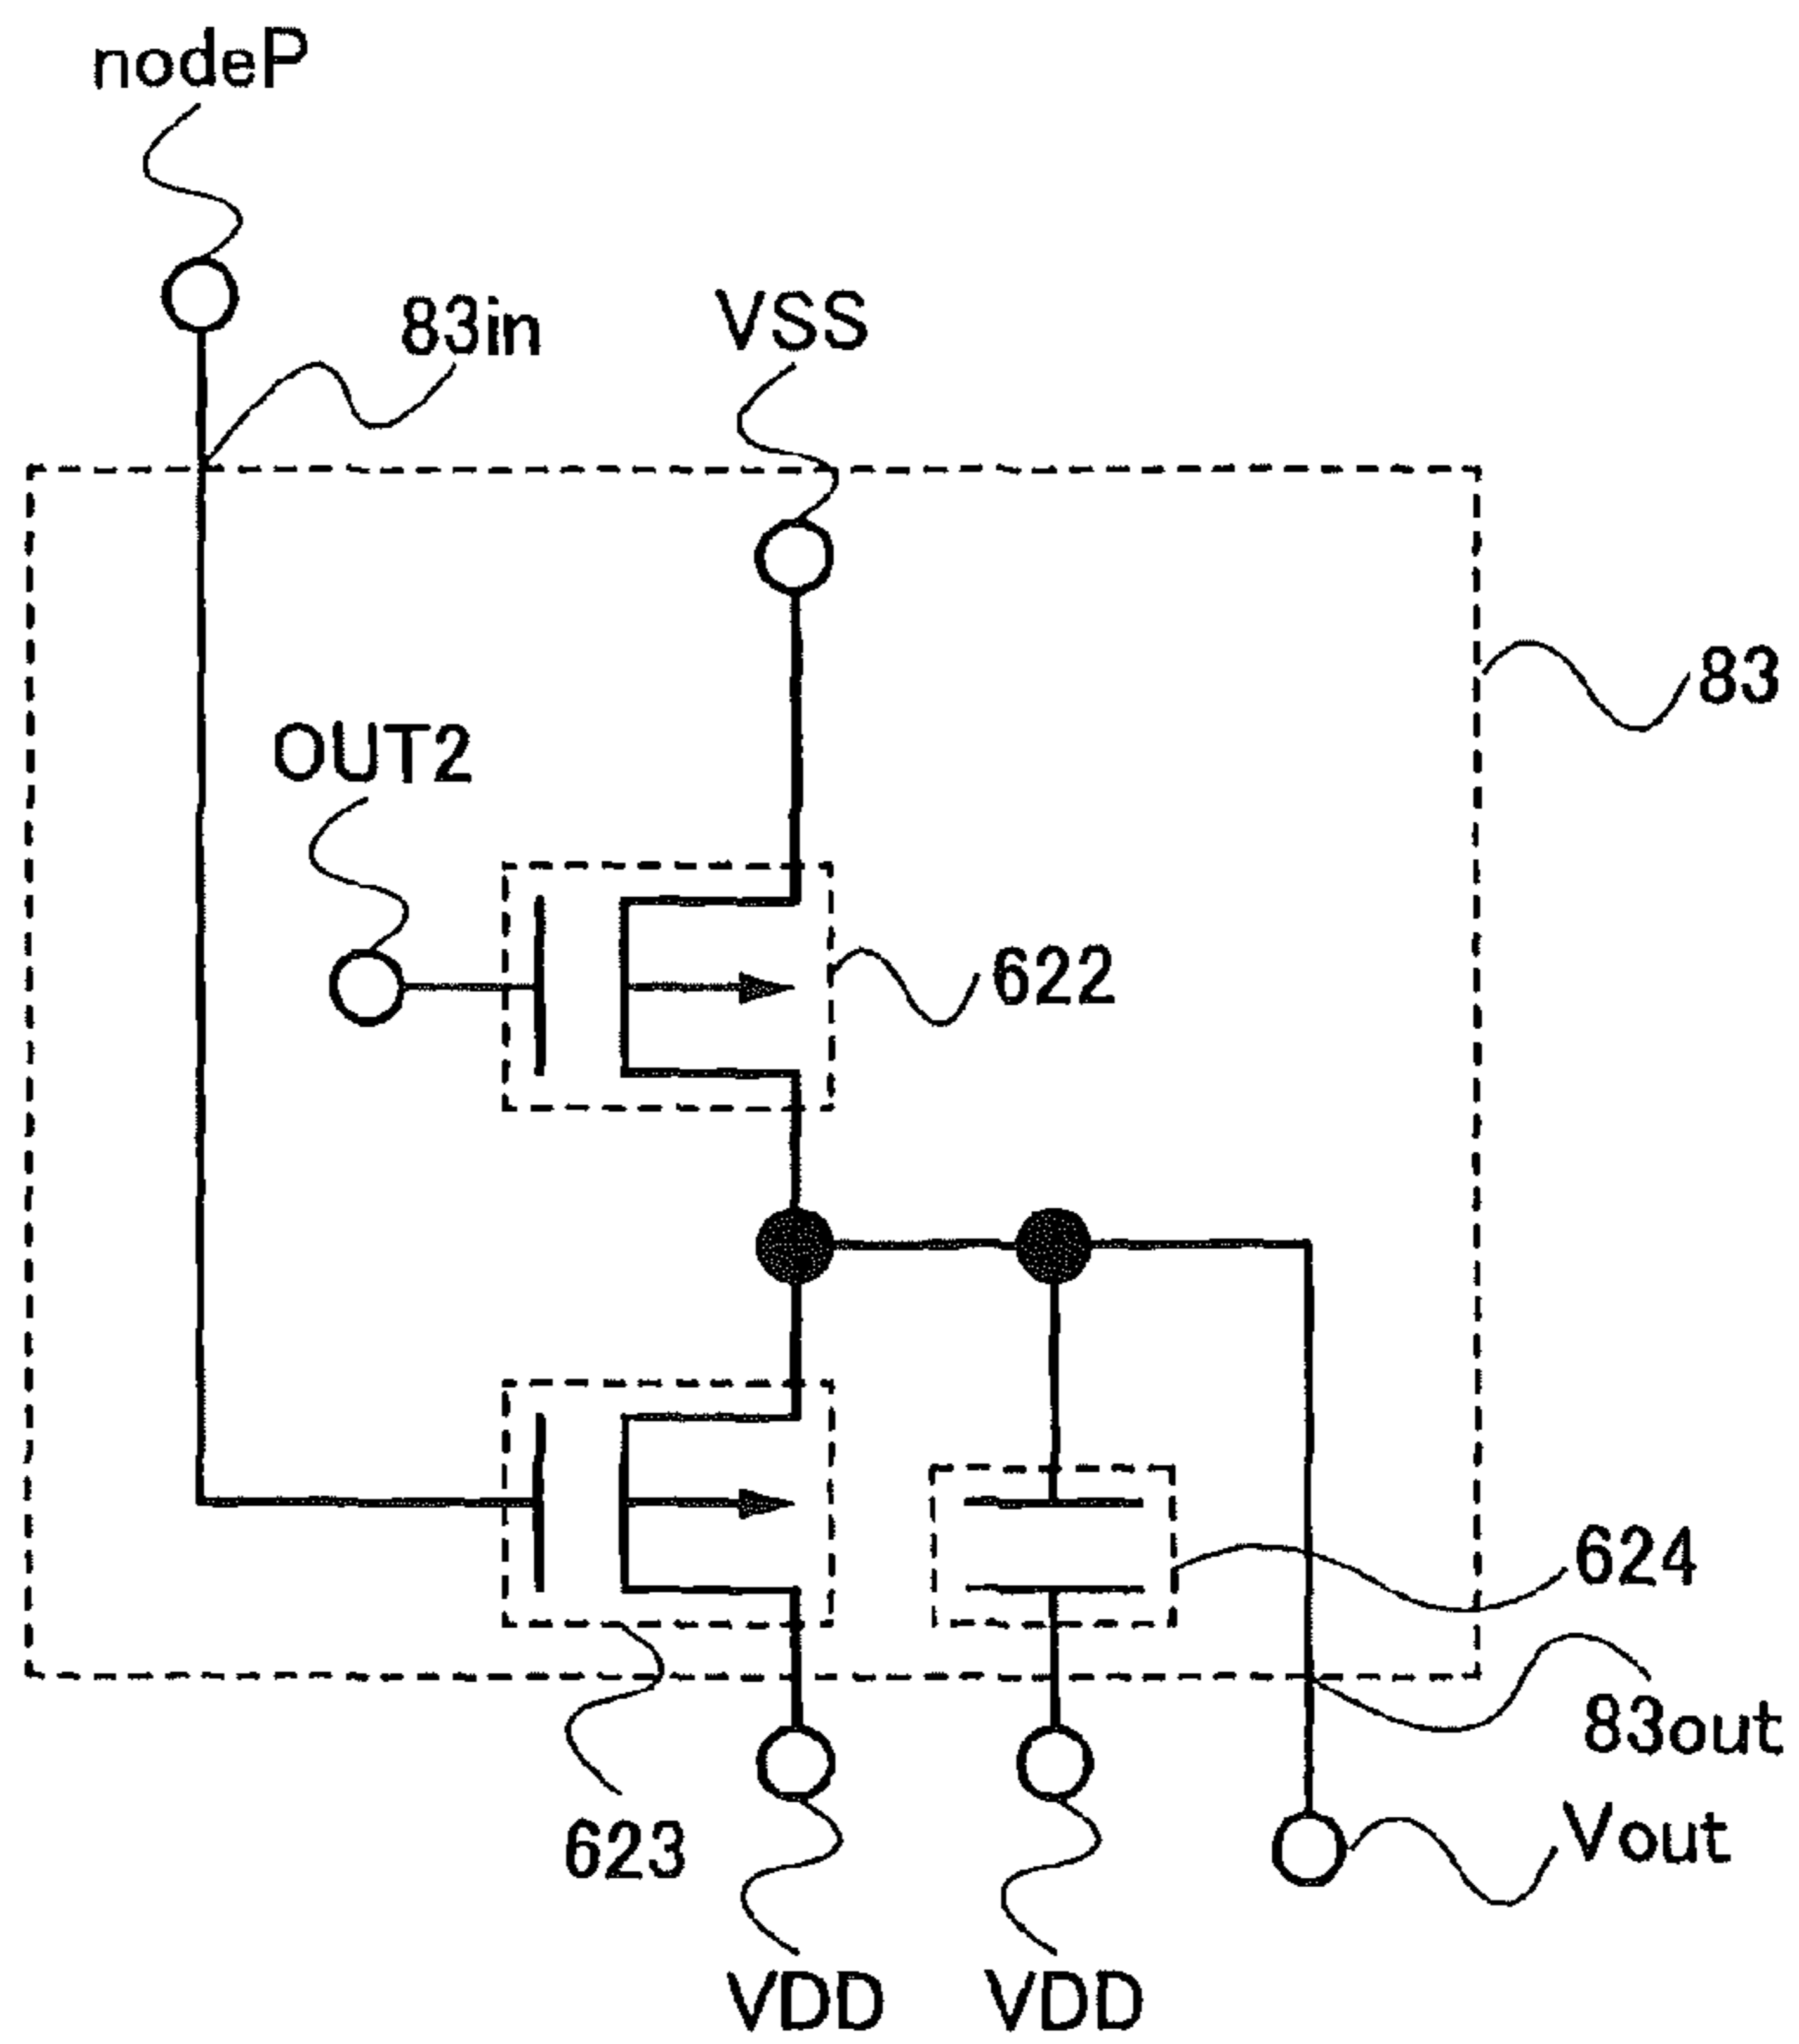 nodeP
83in
VSS
83
OUT2
622
624
83out
623
Vout
VDD
VDD